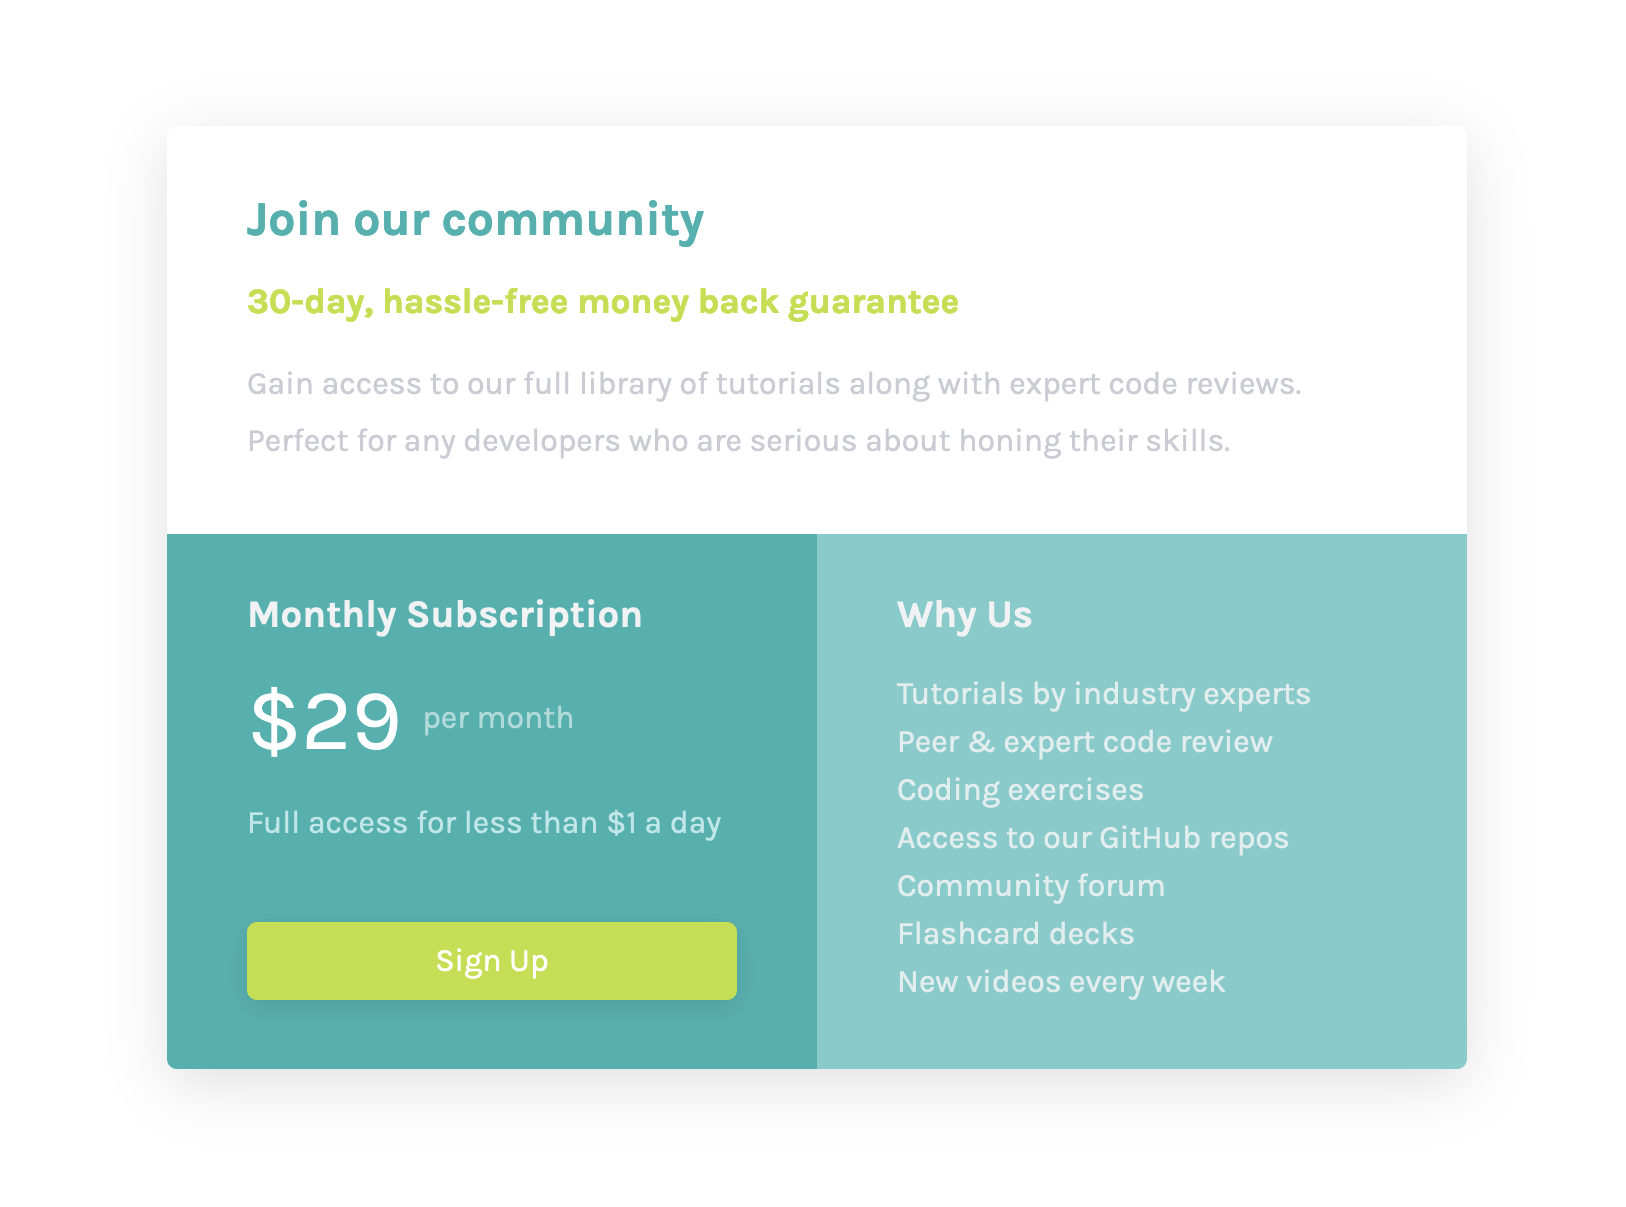 Join our community
30-day, hassle-free money back guarantee
Gain access to our full library of tutorials along with expert code reviews.
Perfect for any developers who are serious about honing their skills.
Monthly Subscription
$29 per month
Full access for less than $1 a day
Sign Up
Why Us
Tutorials by industry experts
Peer & expert code review
Coding exercises
Access to our GitHub repos
Community forum
Flashcard decks
New videos every week